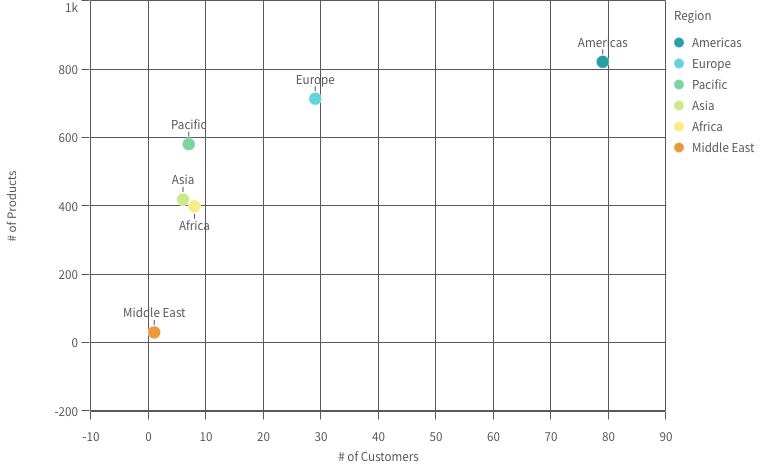 1k
800
600
400
200
0
-200
# of Products
-10 0 10 20 30 40 50 60 70 80 90
# of Customers
Americas
Europe
Pacific
Asia
Africa
Middle East
Region
Americas
Europe
Pacific
Asia
Africa
Middle East